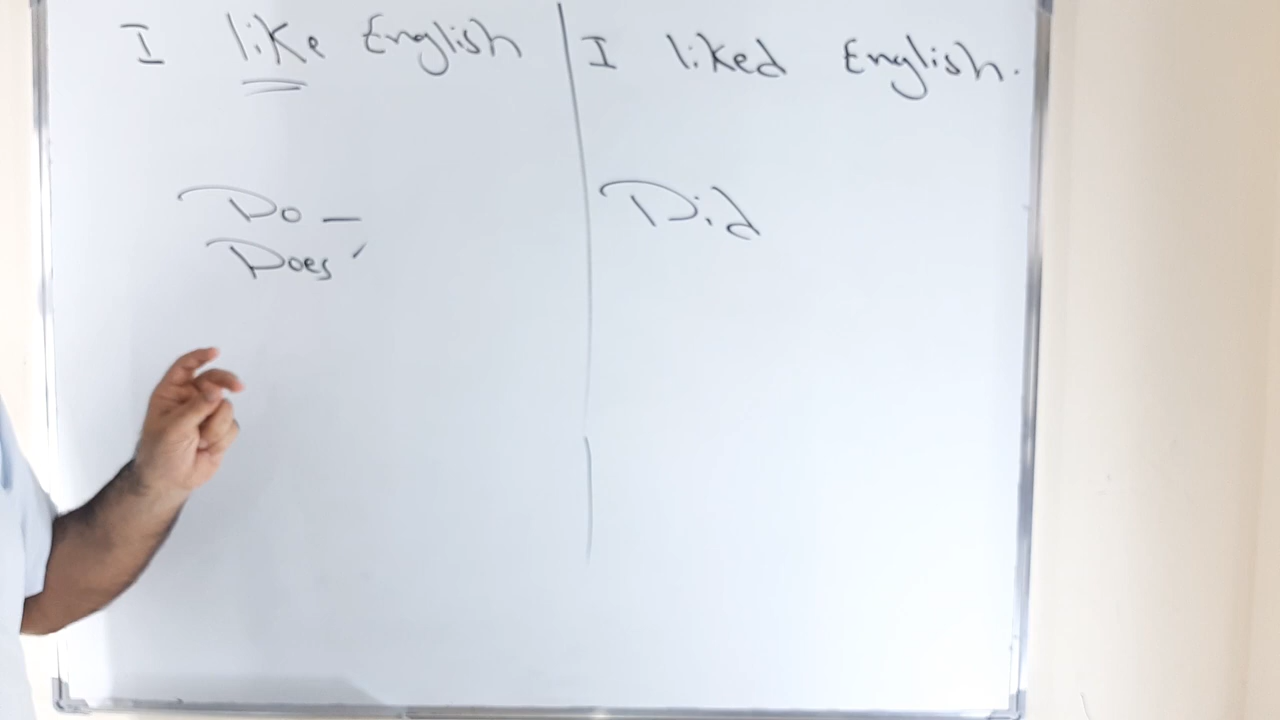 I like English
Do –
Does
I liked English.
Did